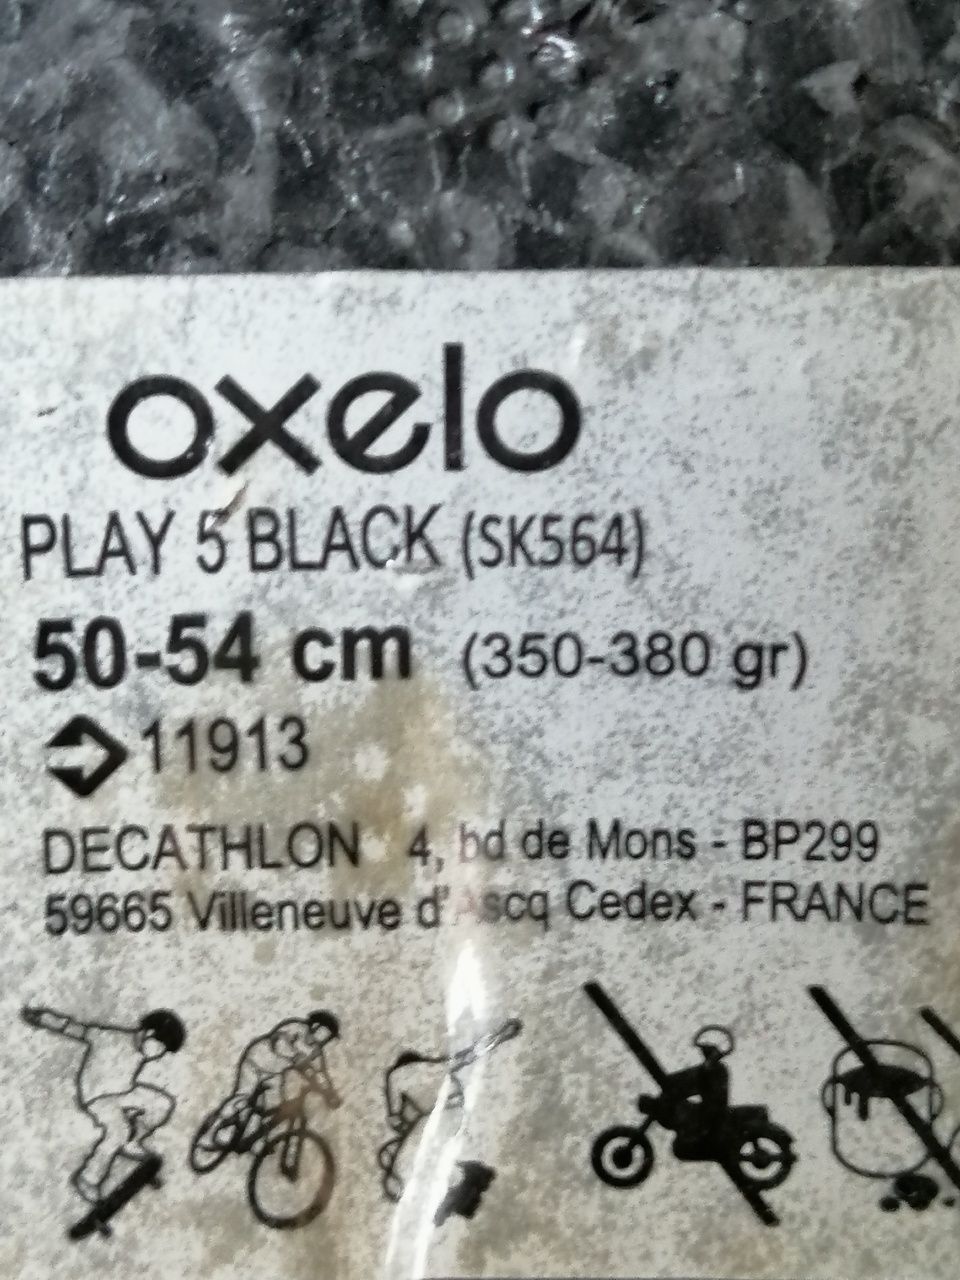 oxelo
PLAY 5 BLACK (SK564)
50-54 cm (350-380 gr)
11913
DECATHLON 4, bd de Mons - BP299
59665 Villeneuve d'Ascq Cedex - FRANCE